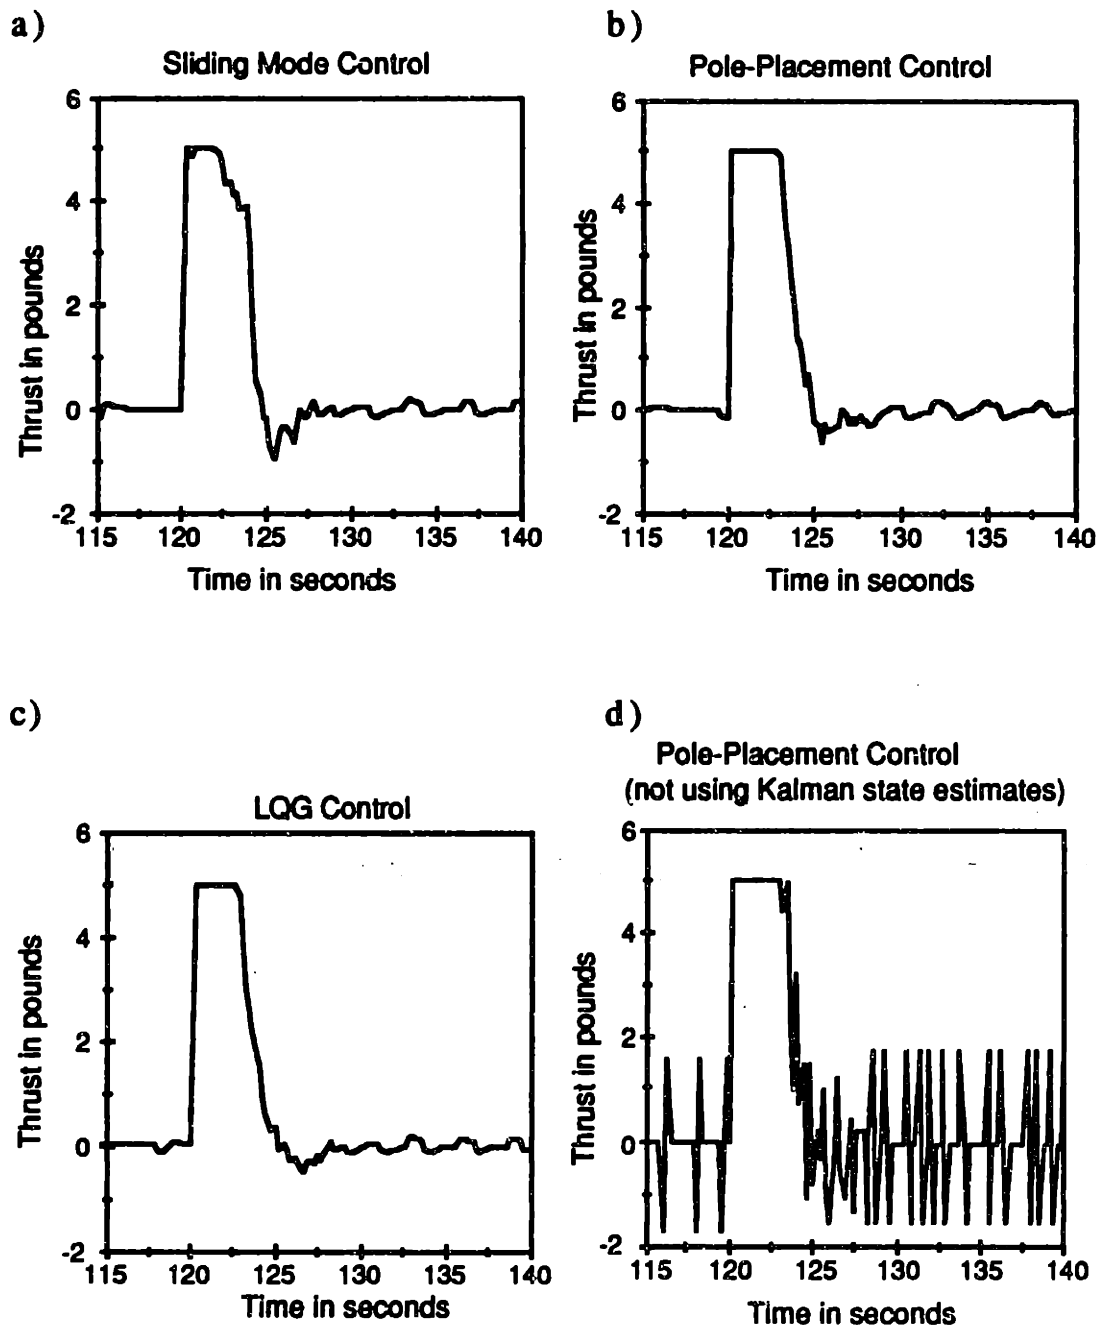 a)
Sliding Mode Control
6
4
2
0
-2
Thrust in pounds
115 120 125 130 135 140
Time in seconds
b)
Pole-Placement Control
6
4
2
0
-2
Thrust in pounds
115 120 125 130 135 140
Time in seconds
c)
LQG Control
6
4
2
0
-2
Thrust in pounds
115 120 125 130 135 140
Time in seconds
d)
Pole-Placement Control
(not using Kalman state estimates)
6
4
2
0
-2
Thrust in pounds
115 120 125 130 135 140
Time in seconds